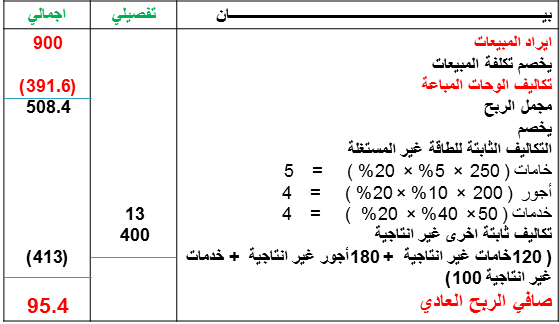 بيــــــــــــــــان تفصيلي اجمالي
ايراد المبيعات 900
يخصم تكلفة المبيعات
تكاليف الوحات المباعة (391.6)
مجمل الربح 508.4
يخصم
التكاليف الثابتة للطاقة غير المستغلة
خامات ( 250 × 5% × 20% ) = 5
أجور ( 200 × 10% × 20% ) = 4
خدمات ( 50 × 40% × 20% ) = 4 13
تكاليف ثابتة اخرى غير انتاجية 400
( 120خامات غير انتاجية + 180أجور غير انتاجية + خدمات (413)
غير انتاجية 100)
صافي الربح العادي 95.4